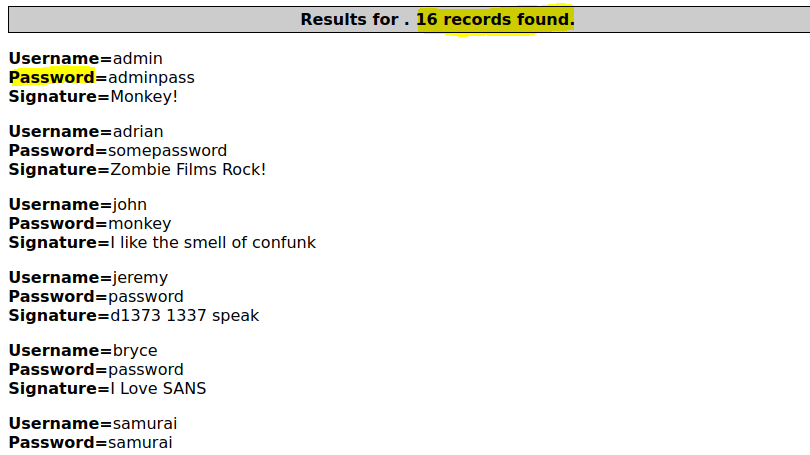 Results for . 16 records found.
Username=admin
Password=adminpass
Signature=Monkey!
Username=adrian
Password=somepassword
Signature=Zombie Films Rock!
Username=john
Password=monkey
Signature=I like the smell of confunk
Username=jeremy
Password=password
Signature=d1373 1337 speak
Username=bryce
Password=password
Signature=I Love SANS
Username=samurai
Password=samurai